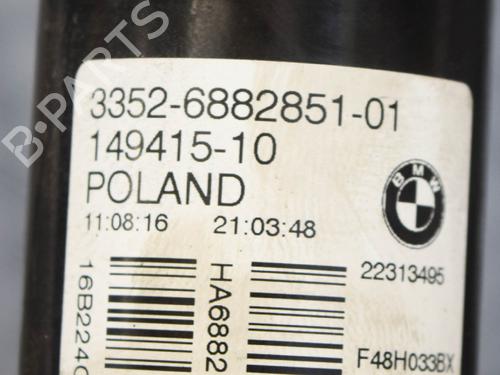 B-PARTS
3352-6882851-01
149415-10
POLAND
BMW
11:08:16 21:03:48
22313495
16B224
HA6882
F48H033BX